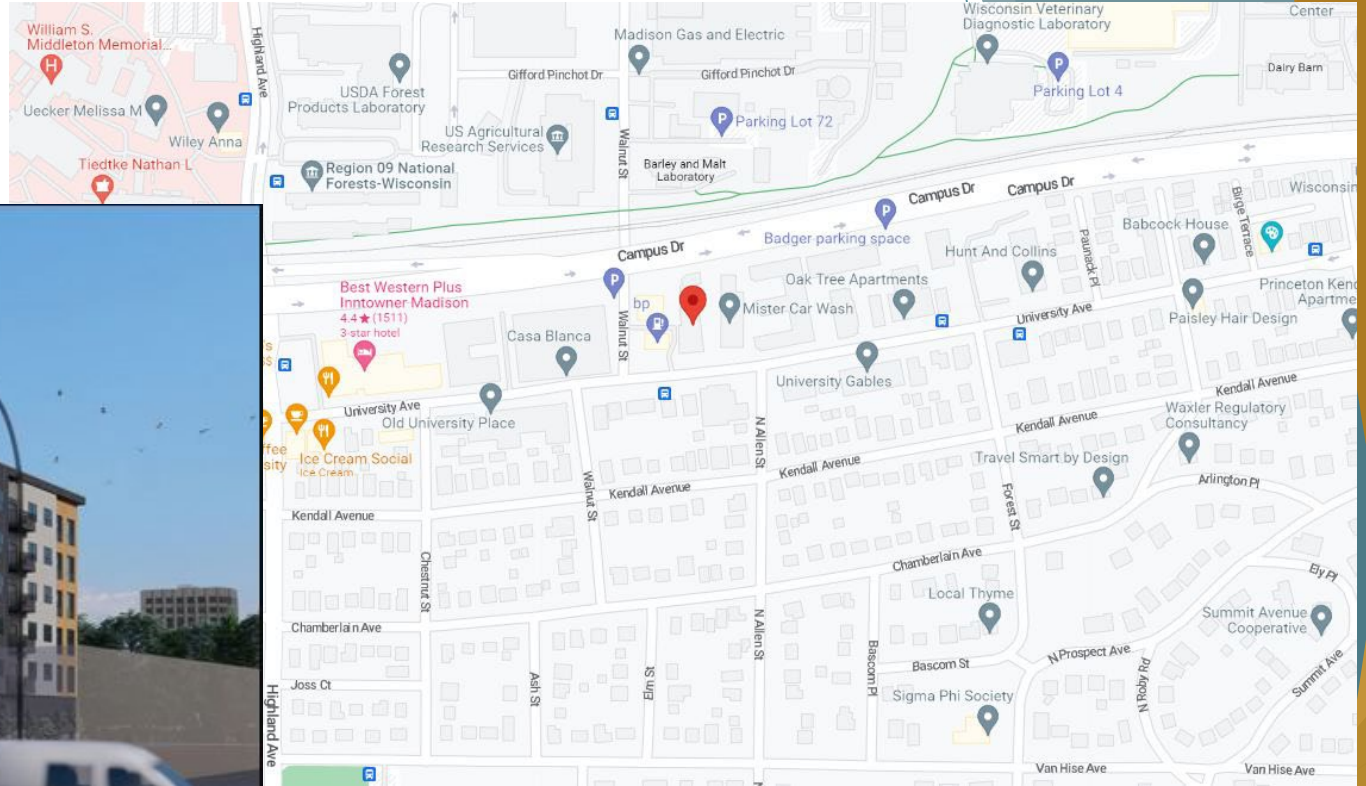 William S.
Middleton Memorial...
H
Uecker Melissa M
Wiley Anna
Tiedtke Nathan L
Highland Ave
USDA Forest
Products Laboratory
Gifford Pinchot Dr
Madison Gas and Electric
Gifford Pinchot Dr
US Agricultural
Research Services
Region 09 National
Forests-Wisconsin
Walnut St
P
Parking Lot 72
Barley and Malt
Laboratory
Wisconsin Veterinary
Diagnostic Laboratory
P
Parking Lot 4
Center
Dairy Barn
Campus Dr
Campus Dr
Campus Dr
P
Badger parking space
Wisconsin
Birge Terrace
Babcock House
Paunack Pl
Hunt And Collins
Oak Tree Apartments
Mister Car Wash
bp
P
Walnut St
Best Western Plus
Inntowner Madison
4.4★ (1511)
3-star hotel
Casa Blanca
University Ave
Princeton Kend
Apartme
Paisley Hair Design
University Gables
University Ave
Old University Place
Ice Cream Social
Ice Cream
ffee
sity
's
N Allen St
Kendall Avenue
Kendall Avenue
Waxler Regulatory
Consultancy
Travel Smart by Design
Kendall Avenue
Kendall Avenue
Kendall Avenue
Walnut St
Arlington Pl
Forest St
Chestnut St
Chamberlain Ave
Ely Pl
Local Thyme
Summit Avenue
Cooperative
Chamberlain Ave
N Allen St
Bascom Pl
Bascom St
N Prospect Ave
N Roby Rd
Summit Ave
Joss Ct
Ash St
Elm St
Sigma Phi Society
Highland Ave
Van Hise Ave
Van Hise Ave